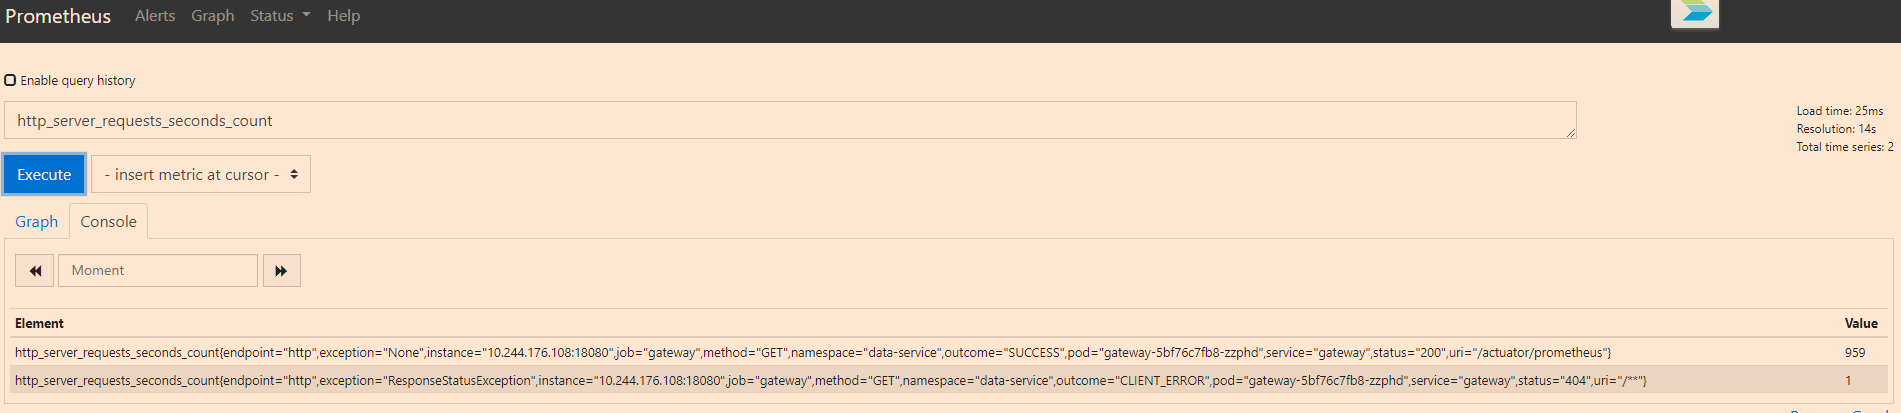 Prometheus Alerts Graph Status Help
Enable query history
http_server_requests_seconds_count
Load time: 25ms
Resolution: 14s
Total time series: 2
Execute - insert metric at cursor -
Graph Console
Moment
Element Value
http_server_requests_seconds_count{endpoint="http",exception="None",instance="10.244.176.108:18080",job="gateway",method="GET",namespace="data-service",outcome="SUCCESS",pod="gateway-5bf76c7fb8-zzphd",service="gateway",status="200",uri="/actuator/prometheus"} 959
http_server_requests_seconds_count{endpoint="http",exception="ResponseStatusException",instance="10.244.176.108:18080",job="gateway",method="GET",namespace="data-service",outcome="CLIENT_ERROR",pod="gateway-5bf76c7fb8-zzphd",service="gateway",status="404",uri="/**"} 1